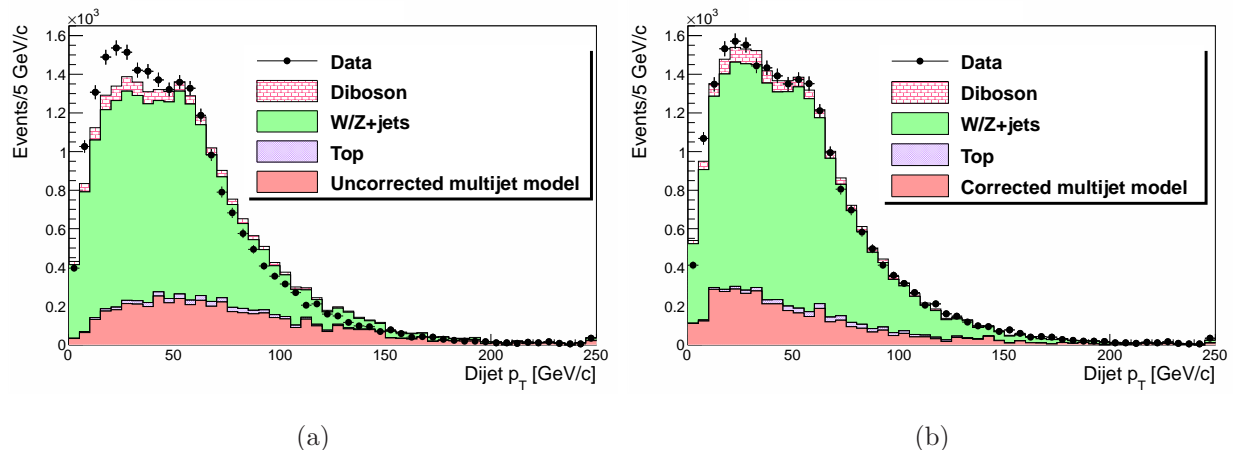 ×10³
Events/5 GeV/c
1.6
1.4
1.2
1.0
0.8
0.6
0.4
0.2
0
0 50 100 150 200 250
Dijet p_T [GeV/c]
Data
Diboson
W/Z+jets
Top
Uncorrected multijet model
(a)
×10³
Events/5 GeV/c
1.6
1.4
1.2
1.0
0.8
0.6
0.4
0.2
0
0 50 100 150 200 250
Dijet p_T [GeV/c]
Data
Diboson
W/Z+jets
Top
Corrected multijet model
(b)